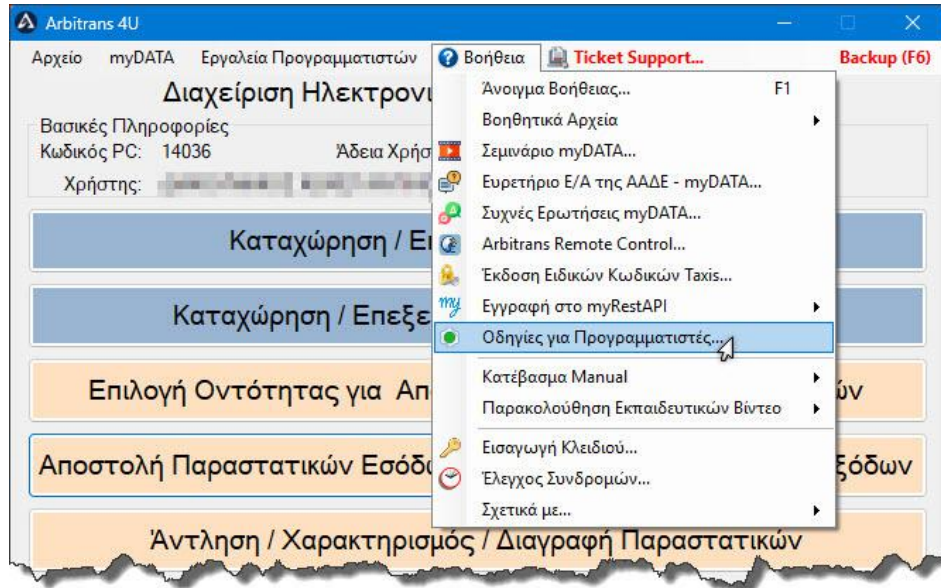 Arbitrans 4U
Αρχείο myDATA Εργαλεία Προγραμματιστών Βοήθεια Ticket Support... Backup (F6)
Διαχείριση Ηλεκτρονι
Βασικές Πληροφορίες
Κωδικός PC: 14036 Άδεια Χρήσ
Χρήστης:
Καταχώρηση / Ε
Καταχώρηση / Επεξε
Επιλογή Οντότητας για Απ ών
Αποστολή Παραστατικών Εσόδ ξόδων
Άντληση / Χαρακτηρισμός / Διαγραφή Παραστατικών
Άνοιγμα Βοήθειας... F1
Βοηθητικά Αρχεία
Σεμινάριο myDATA...
Ευρετήριο Ε/Α της ΑΑΔΕ - myDATA...
Συχνές Ερωτήσεις myDATA...
Arbitrans Remote Control...
Έκδοση Ειδικών Κωδικών Taxis...
my Εγγραφή στο myRestAPI
Οδηγίες για Προγραμματιστές...
Κατέβασμα Manual
Παρακολούθηση Εκπαιδευτικών Βίντεο
Εισαγωγή Κλειδιού...
Έλεγχος Συνδρομών...
Σχετικά με...